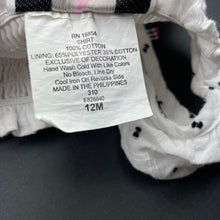 RN 16854
SHIRT
100% COTTON
LINING: 65%POLYESTER 35% COTTON
EXCLUSIVE OF DECORATION
Hand Wash Cold With Like Colors
No Bleach, Line Dry
Cool Iron On Reverse Side
MADE IN THE PHILIPPINES
310
E826840
12M